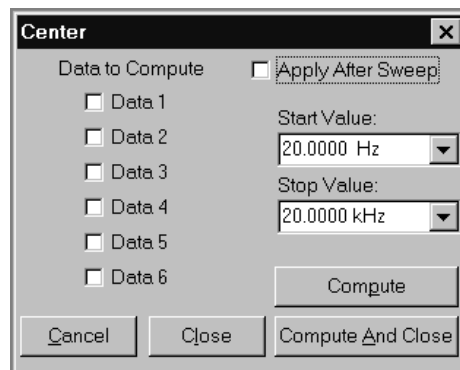 Center
Data to Compute
Apply After Sweep
Data 1
Data 2
Data 3
Data 4
Data 5
Data 6
Start Value:
20.0000 Hz
Stop Value:
20.0000 kHz
Compute
Cancel
Close
Compute And Close